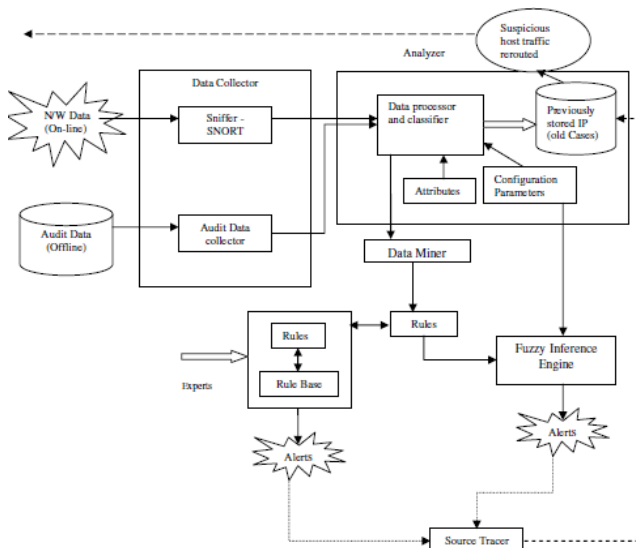 Suspicious
host traffic
rerouted
Analyzer
Data Collector
N/W Data
(On-line)
Sniffer -
SNORT
Data processor
and classifier
Previously
stored IP
(old Cases)
Attributes
Configuration
Parameters
Audit Data
(Offline)
Audit Data
collector
Data Miner
Rules
Rules
Rule Base
Experts
Fuzzy Inference
Engine
Alerts
Alerts
Source Tracer